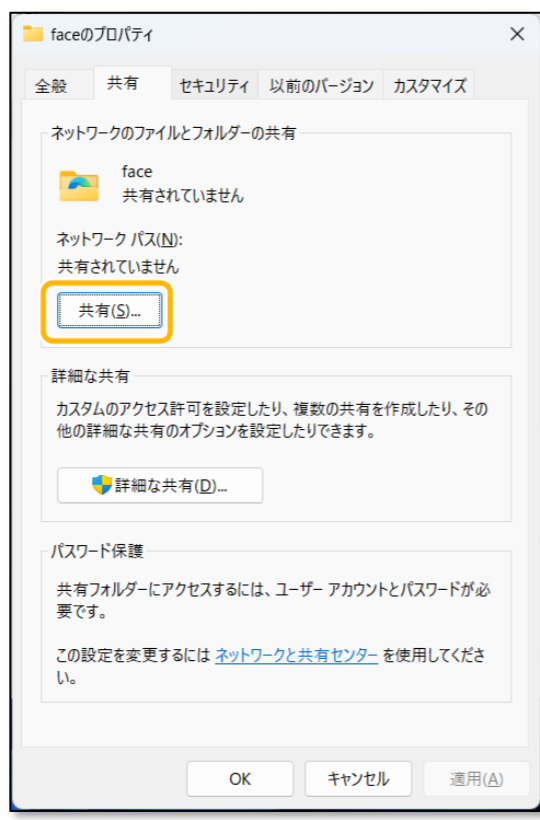 faceのプロパティ
全般
共有
セキュリティ
以前のバージョン
カスタマイズ
ネットワークのファイルとフォルダーの共有
face
共有されていません
ネットワーク パス(N):
共有されていません
共有(S)...
詳細な共有
カスタムのアクセス許可を設定したり、複数の共有を作成したり、その
他の詳細な共有のオプションを設定したりできます。
詳細な共有(D)...
パスワード保護
共有フォルダーにアクセスするには、ユーザー アカウントとパスワードが必
要です。
この設定を変更するには ネットワークと共有センター を使用してくださ
い。
OK
キャンセル
適用(A)